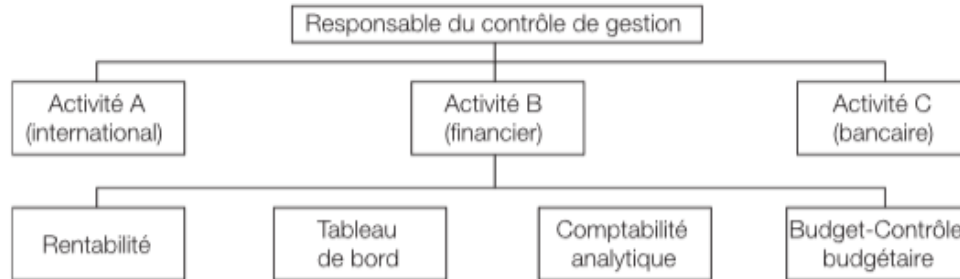 Responsable du contrôle de gestion
Activité A
(international)
Activité B
(financier)
Activité C
(bancaire)
Rentabilité
Tableau
de bord
Comptabilité
analytique
Budget-Contrôle
budgétaire